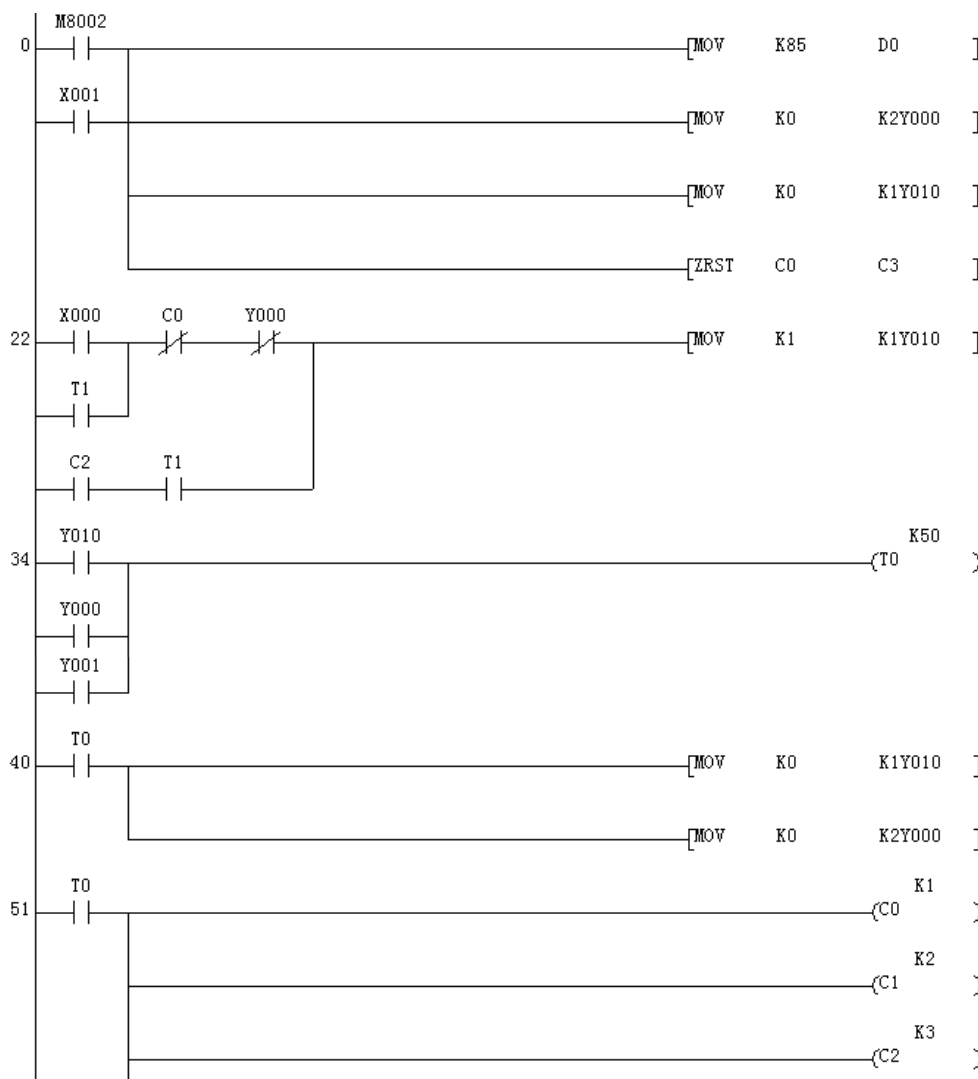 M8002
0 MOV K85 D0
X001
MOV K0 K2Y000
MOV K0 K1Y010
ZRST C0 C3
X000 C0 Y000
22 MOV K1 K1Y010
T1
C2 T1
Y010 K50
34 T0
Y000
Y001
T0
40 MOV K0 K1Y010
MOV K0 K2Y000
T0 K1
51 C0
K2
C1
K3
C2